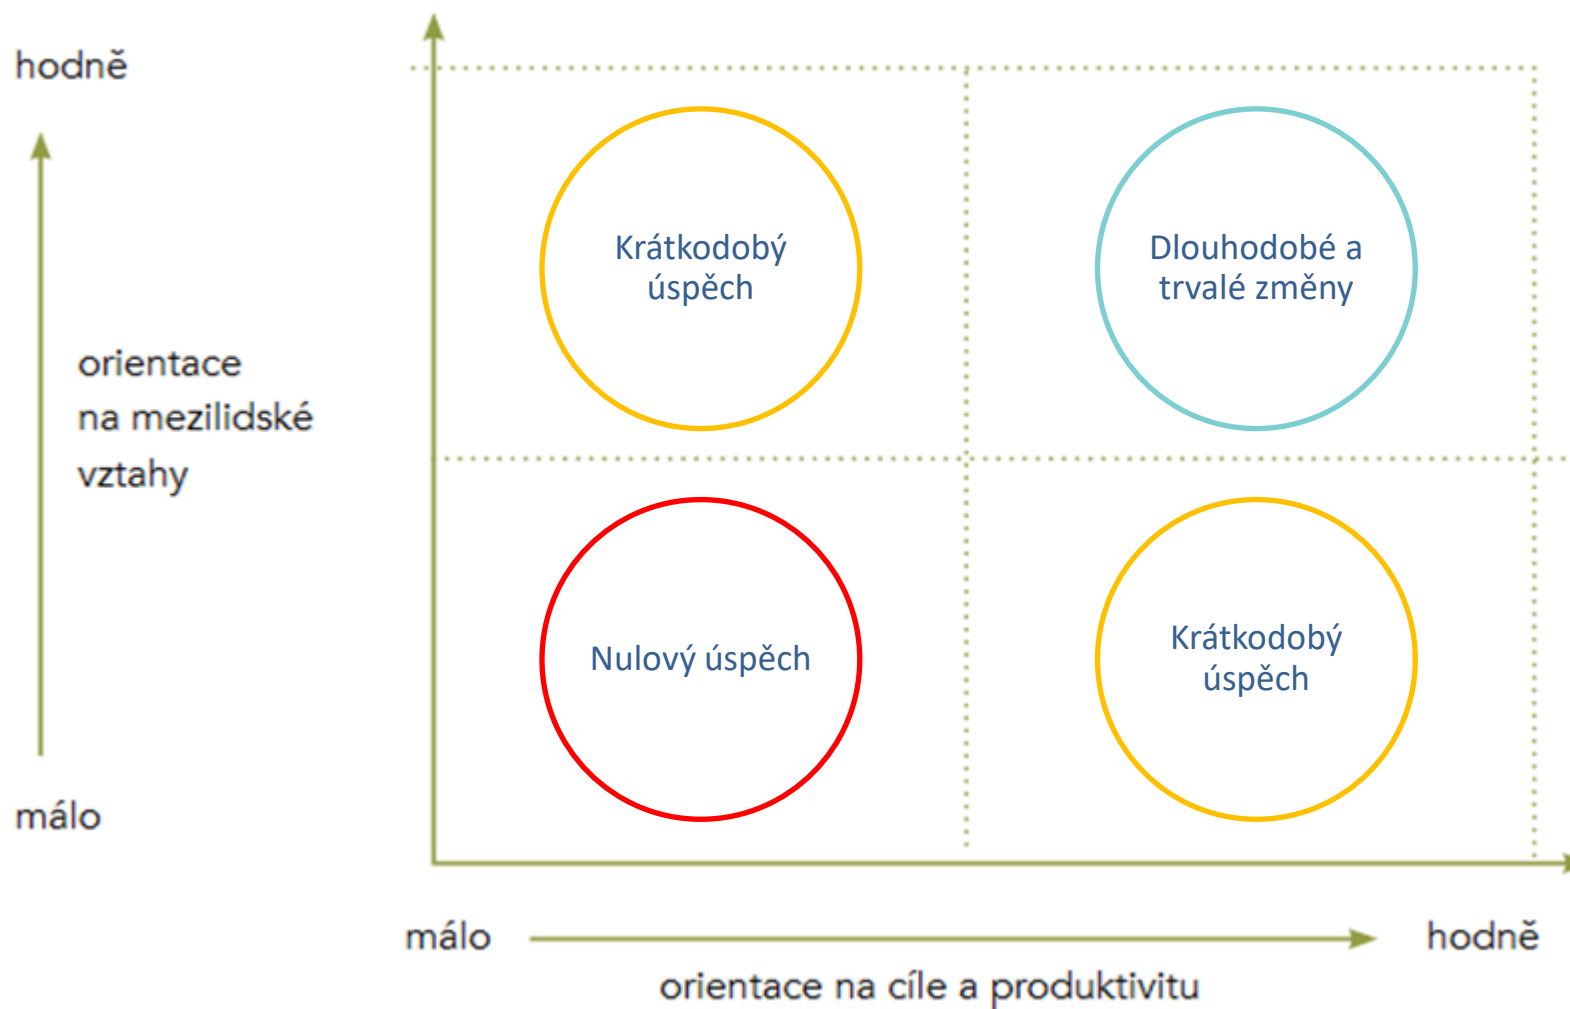 hodně
orientace
na mezilidské
vztahy
málo
Krátkodobý
úspěch
Dlouhodobé a
trvalé změny
Nulový úspěch
Krátkodobý
úspěch
málo
hodně
orientace na cíle a produktivitu